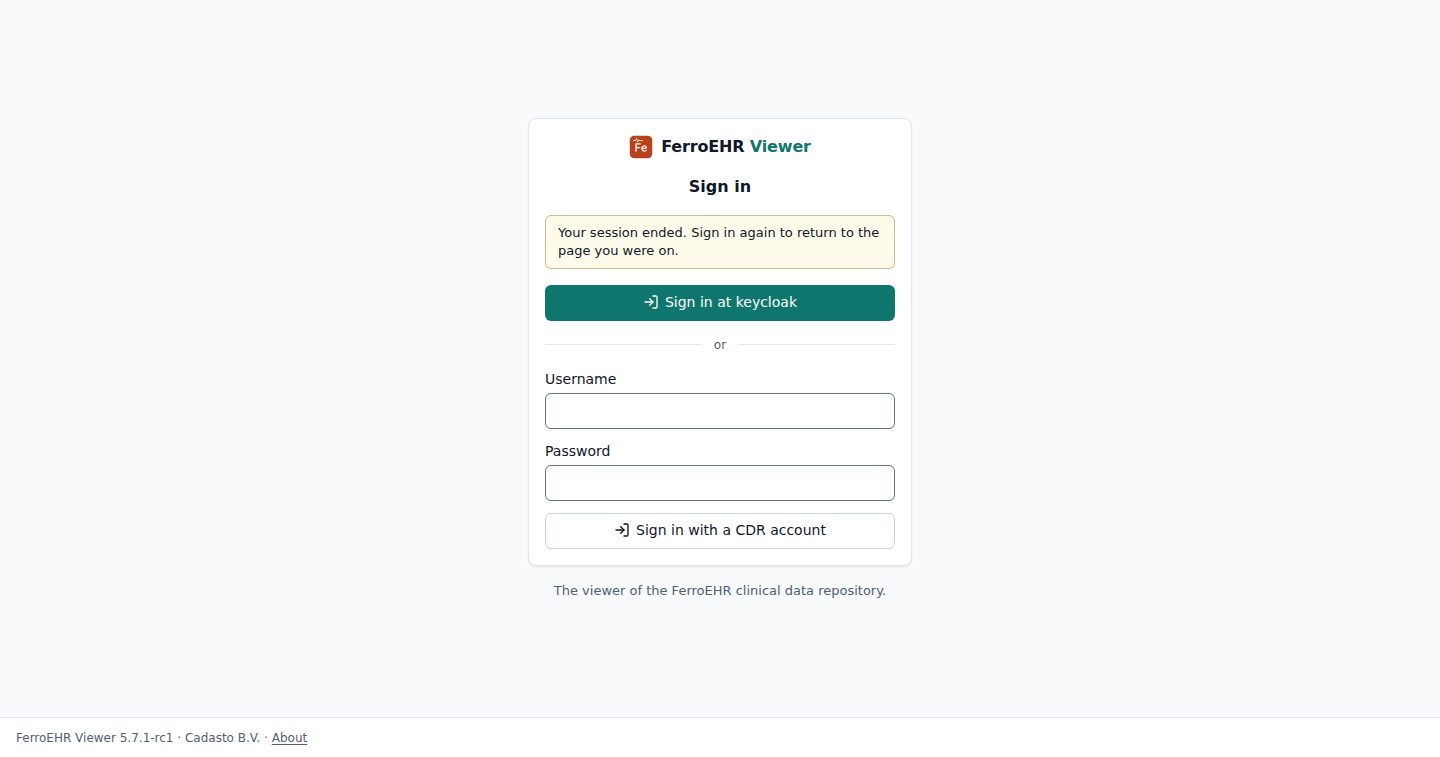 Fe FerroEHR Viewer
Sign in
Your session ended. Sign in again to return to the
page you were on.
Sign in at keycloak
or
Username
Password
Sign in with a CDR account
The viewer of the FerroEHR clinical data repository.
FerroEHR Viewer 5.7.1-rc1 · Cadasto B.V. · About